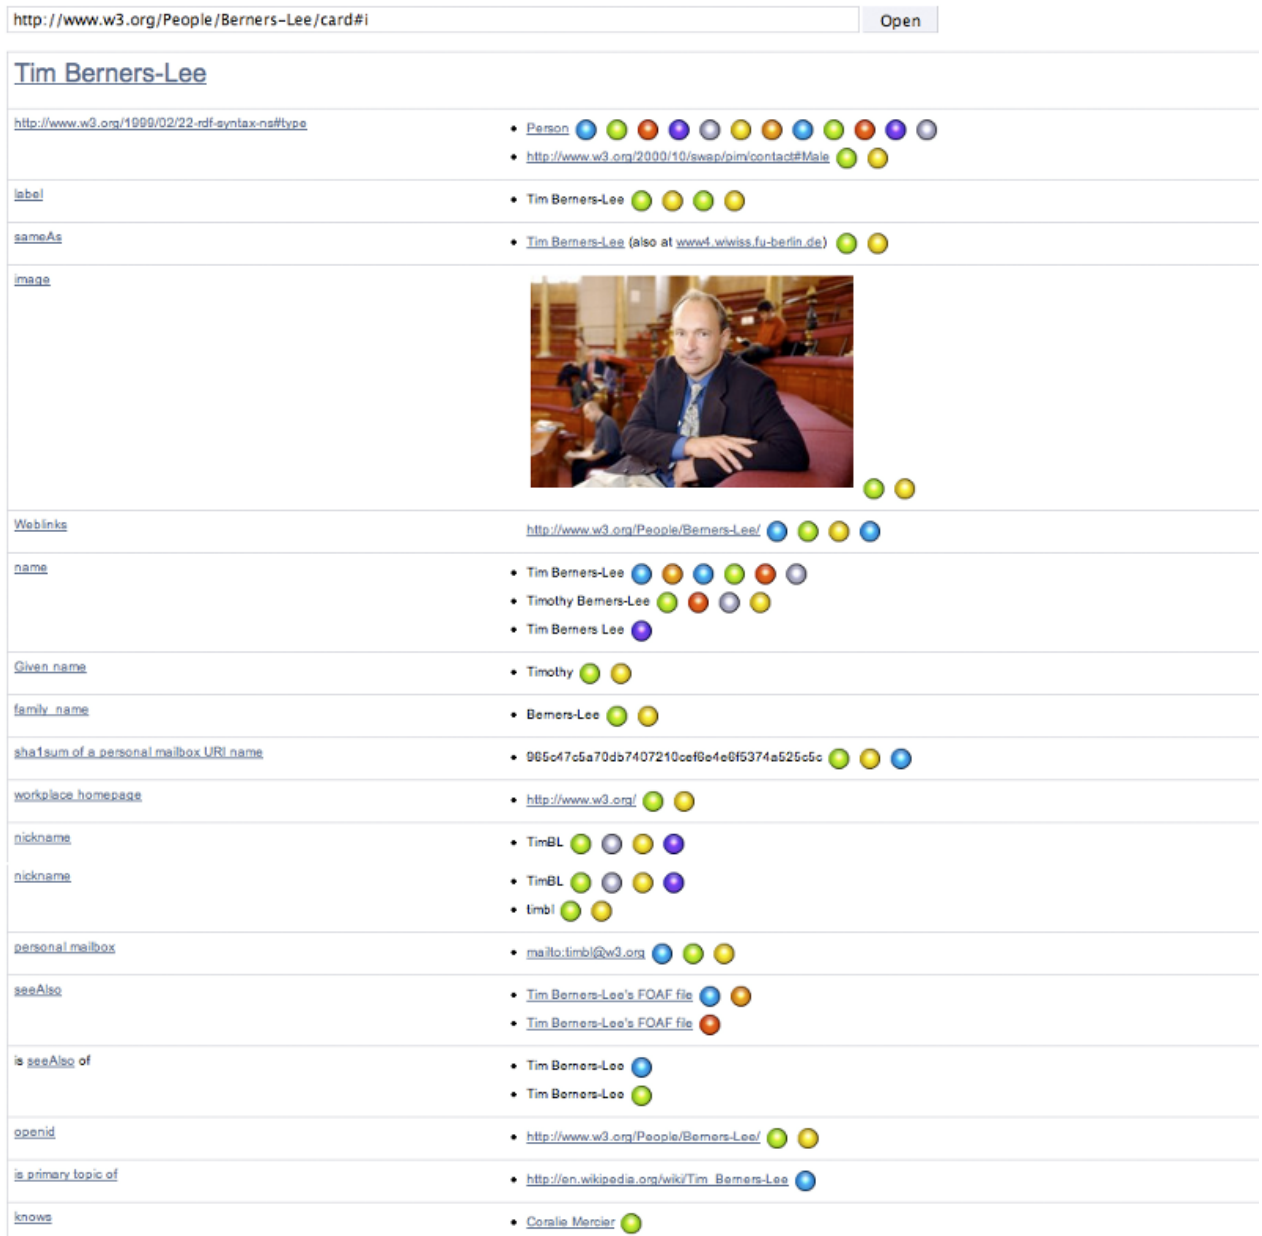 http://www.w3.org/People/Berners-Lee/card#i Open
Tim Berners-Lee
http://www.w3.org/1999/02/22-rdf-syntax-ns#type
• Person
• http://www.w3.org/2000/10/swap/pim/contact#Male
label
• Tim Berners-Lee
sameAs
• Tim Berners-Lee (also at www4.wiwiss.fu-berlin.de)
image
Weblinks
http://www.w3.org/People/Berners-Lee/
name
• Tim Berners-Lee
• Timothy Berners-Lee
• Tim Berners Lee
Given name
• Timothy
family_name
• Berners-Lee
sha1sum of a personal mailbox URI name
• 965c47c5a70db7407210cef6e4e6f5374a525c5c
workplace homepage
• http://www.w3.org/
nickname
• TimBL
nickname
• TimBL
• timbl
personal mailbox
• mailto:timbl@w3.org
seeAlso
• Tim Berners-Lee's FOAF file
• Tim Berners-Lee's FOAF file
is seeAlso of
• Tim Berners-Lee
• Tim Berners-Lee
openid
• http://www.w3.org/People/Berners-Lee/
is primary topic of
• http://en.wikipedia.org/wiki/Tim_Berners-Lee
knows
• Coralie Mercier